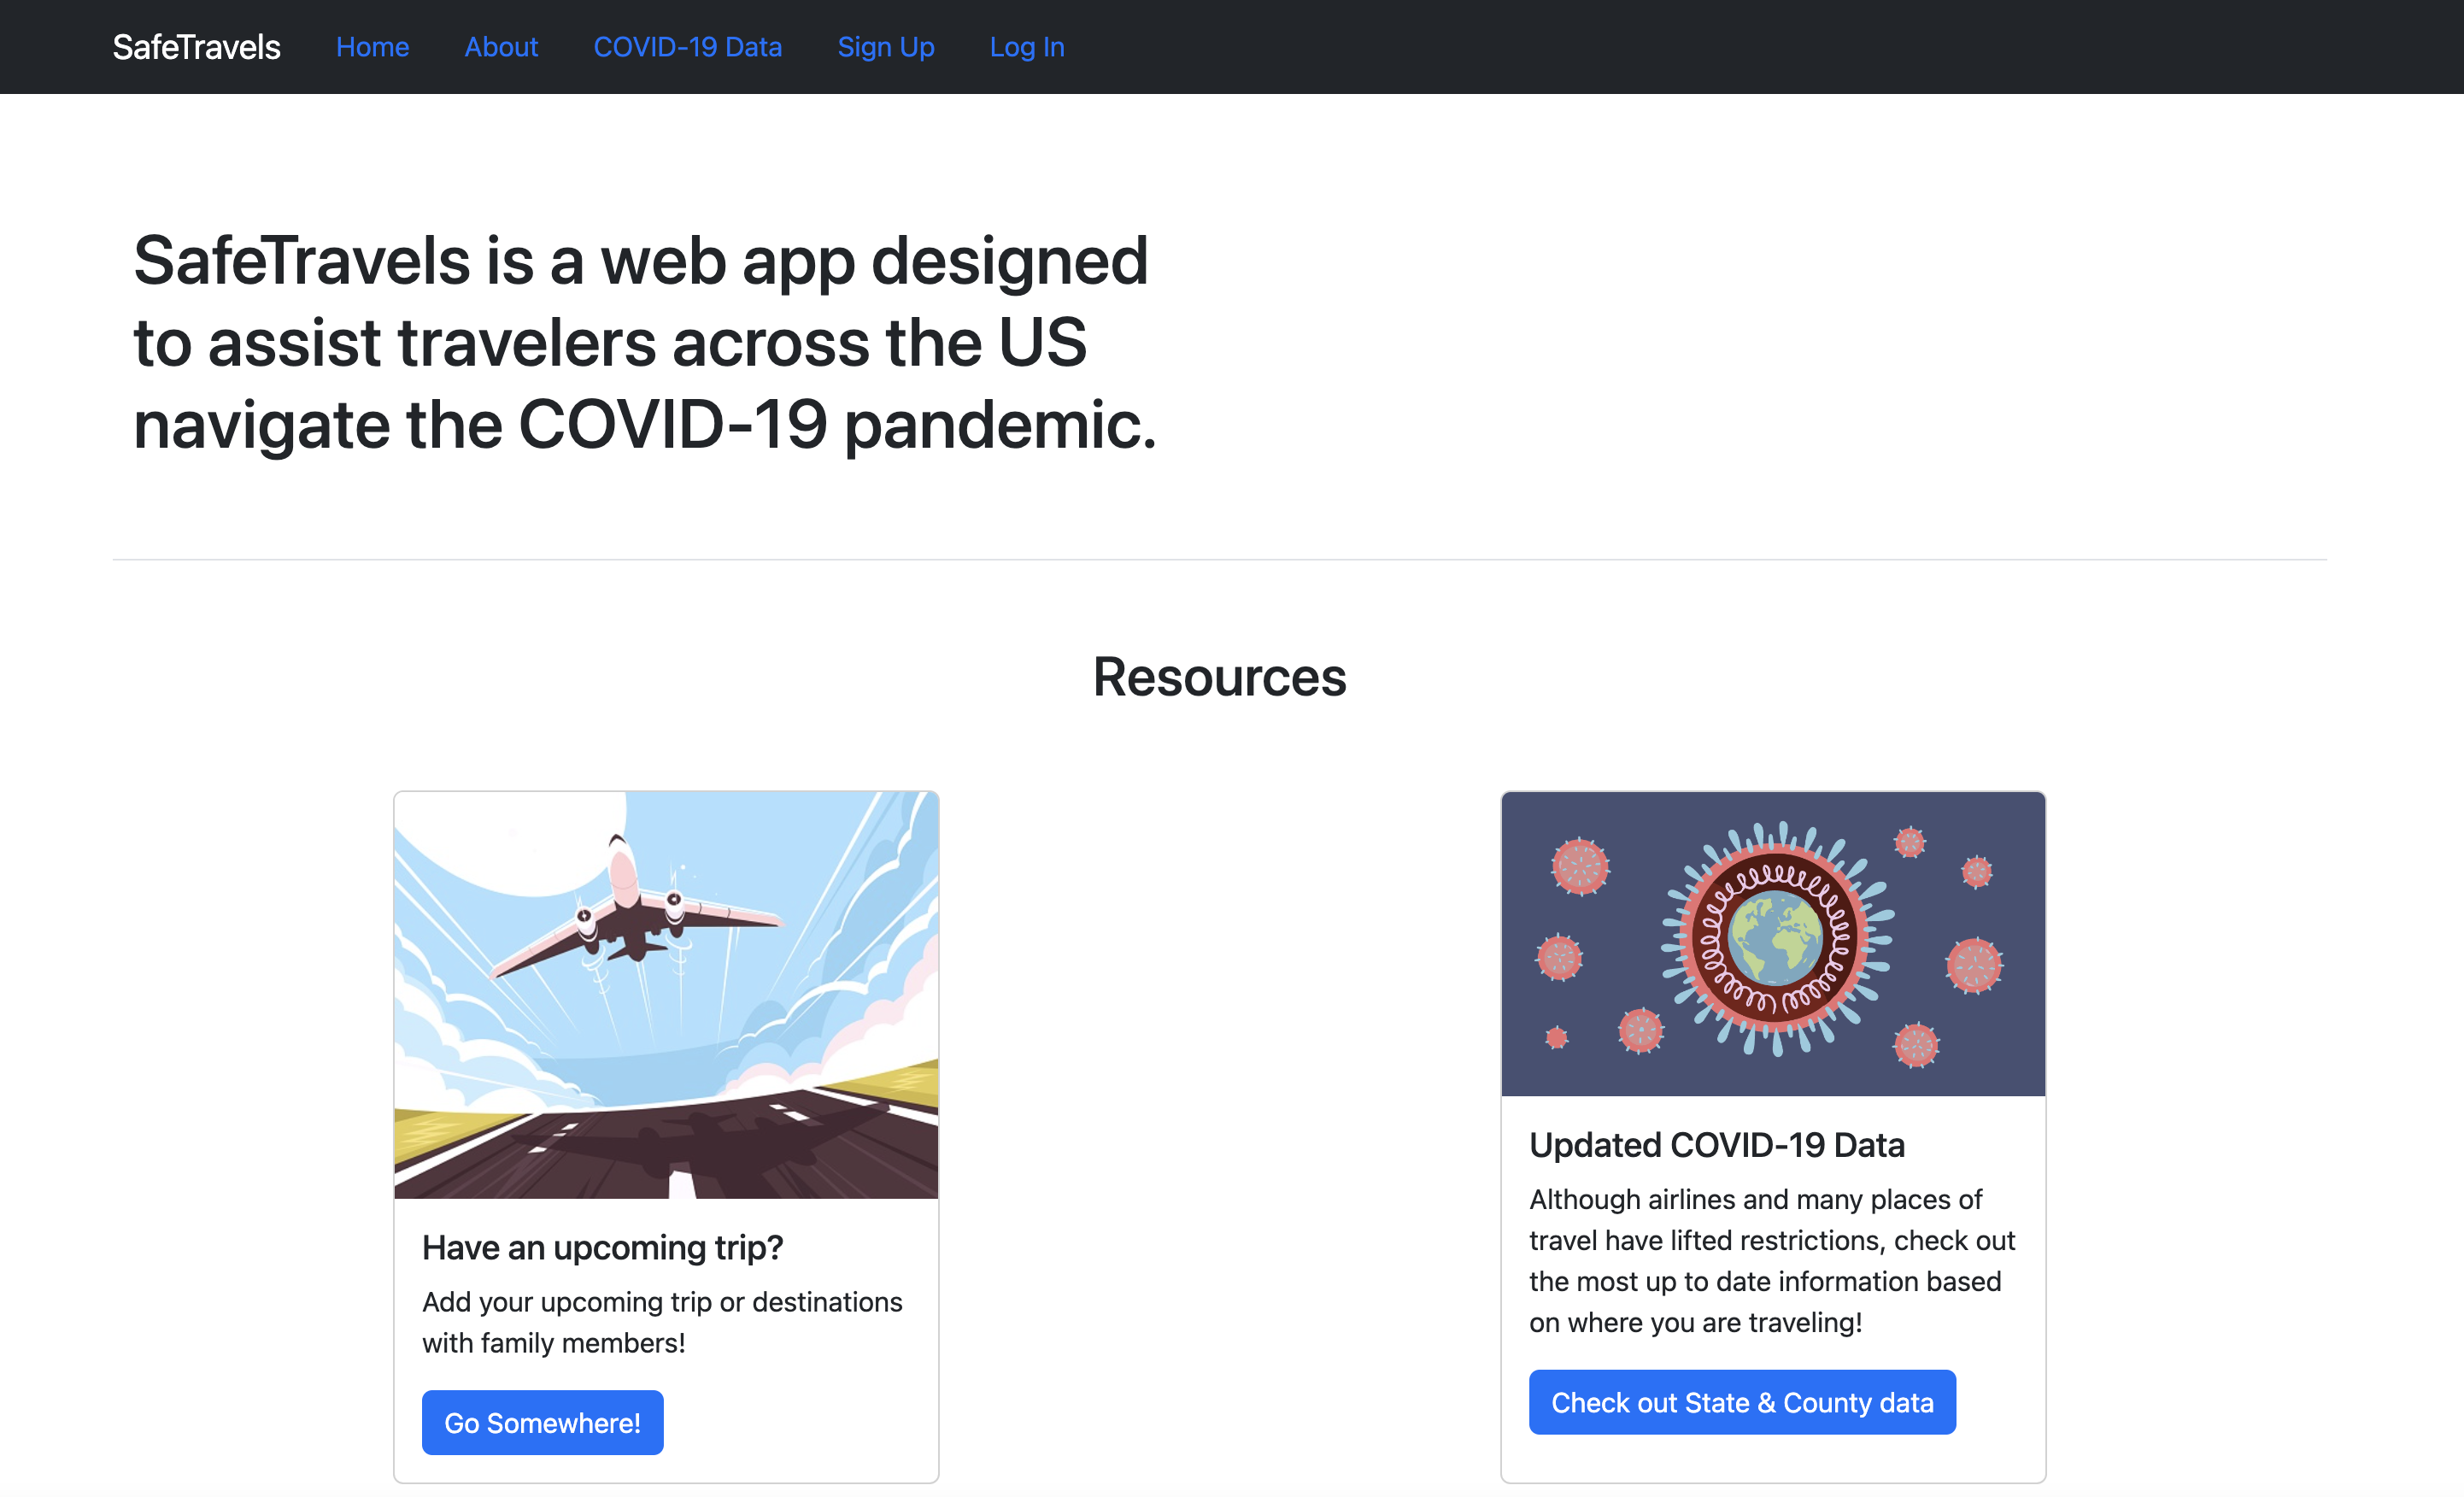 SafeTravels Home About COVID-19 Data Sign Up Log In
SafeTravels is a web app designed
to assist travelers across the US
navigate the COVID-19 pandemic.
Resources
Have an upcoming trip?
Add your upcoming trip or destinations
with family members!
Go Somewhere!
Updated COVID-19 Data
Although airlines and many places of
travel have lifted restrictions, check out
the most up to date information based
on where you are traveling!
Check out State & County data